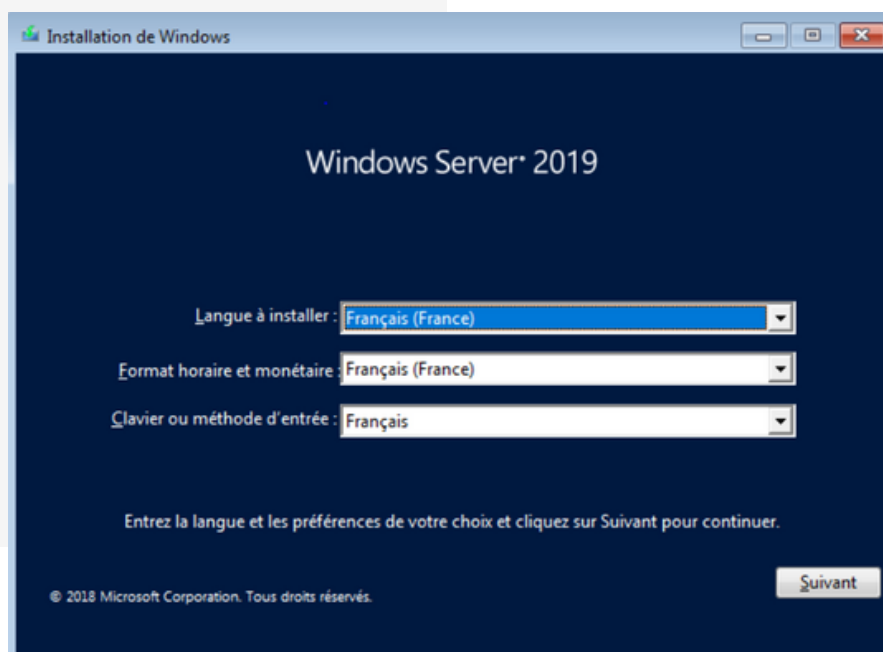 Installation de Windows
Windows Server® 2019
Langue à installer : Français (France)
Format horaire et monétaire : Français (France)
Clavier ou méthode d'entrée : Français
Entrez la langue et les préférences de votre choix et cliquez sur Suivant pour continuer.
Suivant
© 2018 Microsoft Corporation. Tous droits réservés.